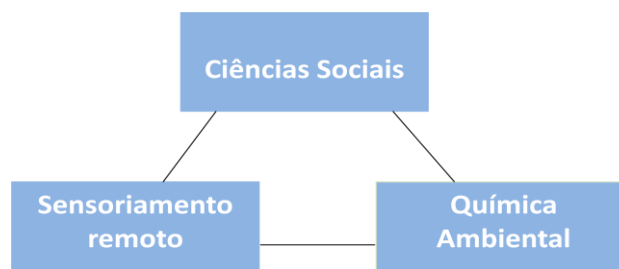 Ciências Sociais
Sensoriamento
remoto
Química
Ambiental